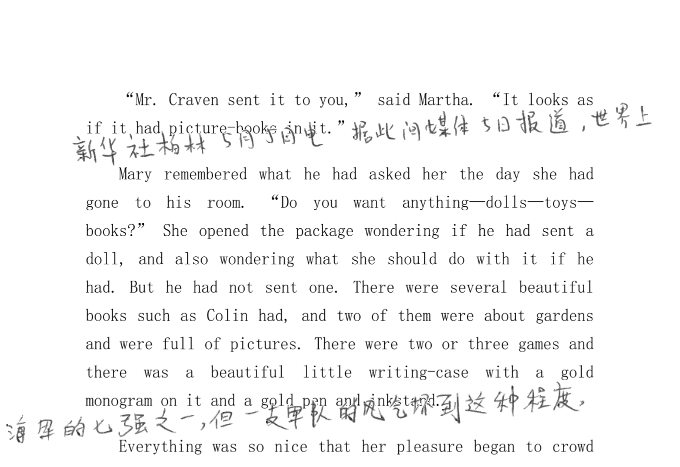 “Mr. Craven sent it to you,” said Martha. “It looks as
if it had picture-books in it.”
新华社柏林5月5日电 据此间媒体5日报道，世界上
Mary remembered what he had asked her the day she had
gone to his room. “Do you want anything—dolls—toys—
books?” She opened the package wondering if he had sent a
doll, and also wondering what she should do with it if he
had. But he had not sent one. There were several beautiful
books such as Colin had, and two of them were about gardens
and were full of pictures. There were two or three games and
there was a beautiful little writing-case with a gold
monogram on it and a gold pen and inkstand.
海军的七强之一，但一支军队的风气坏到这种程度，
Everything was so nice that her pleasure began to crowd